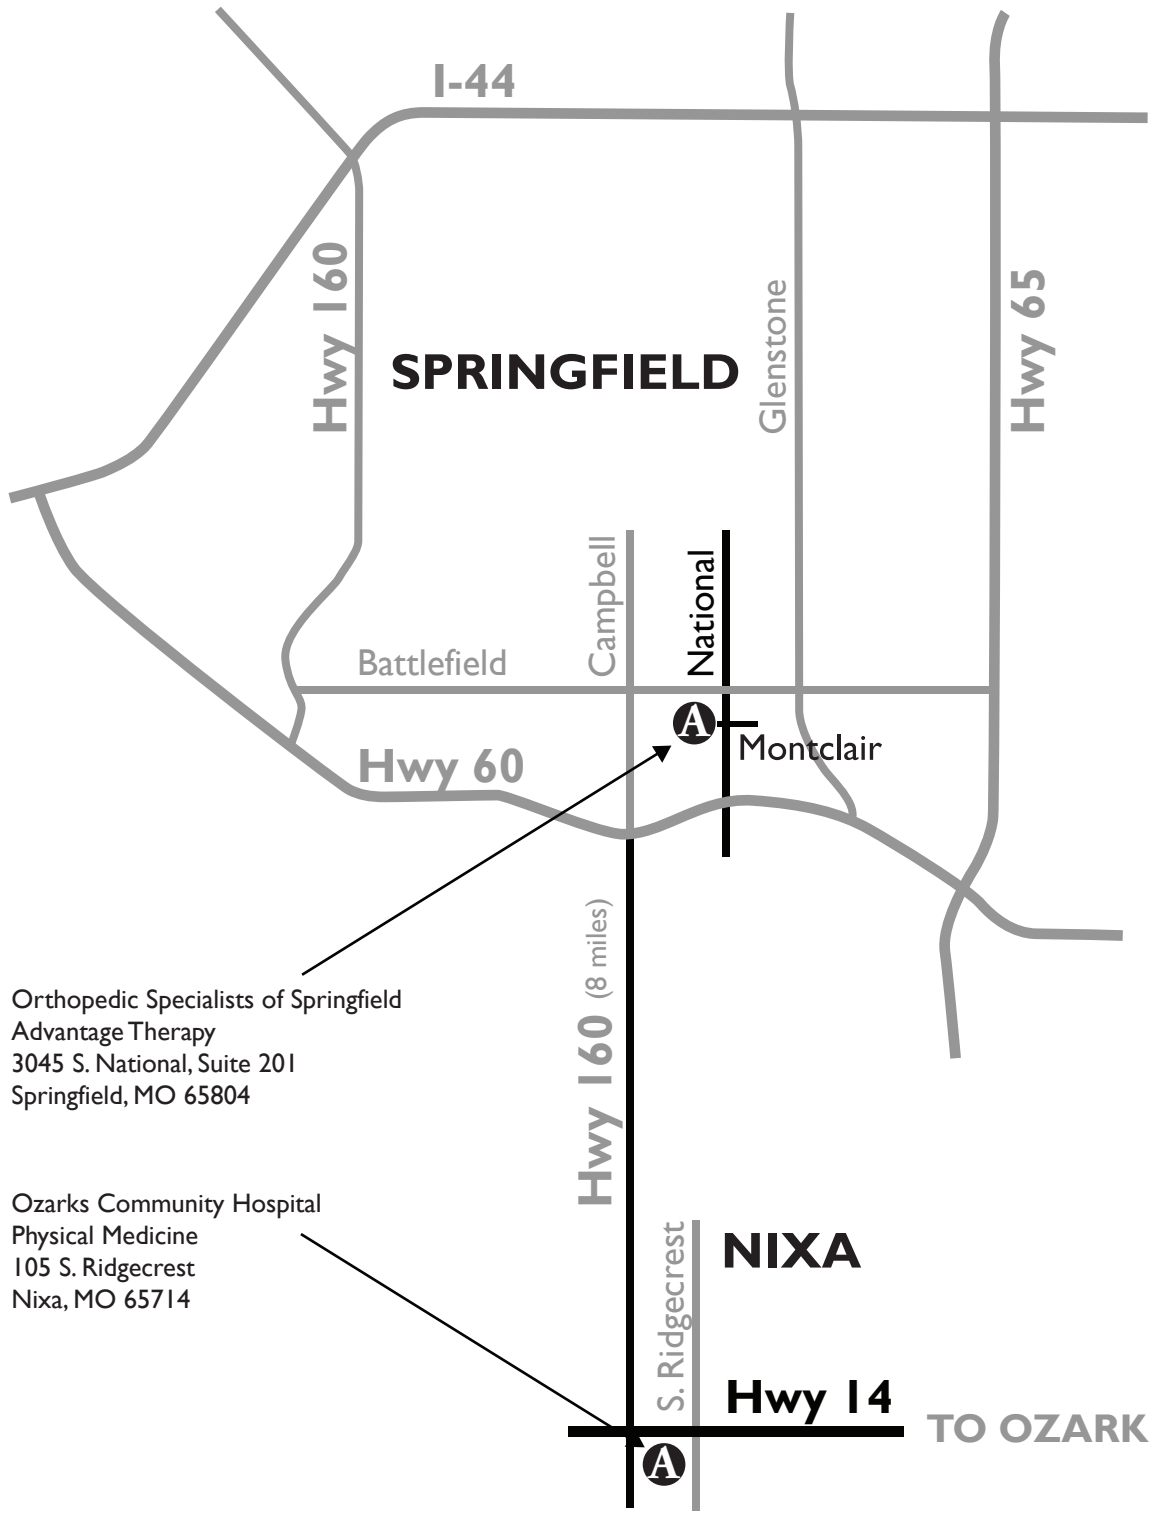 I-44
Hwy 160
SPRINGFIELD
Glenstone
Hwy 65
Campbell
National
Battlefield
A
Montclair
Hwy 60
Hwy 160 (8 miles)
Orthopedic Specialists of Springfield
Advantage Therapy
3045 S. National, Suite 201
Springfield, MO 65804
Ozarks Community Hospital
Physical Medicine
105 S. Ridgecrest
Nixa, MO 65714
S. Ridgecrest
NIXA
Hwy 14
TO OZARK
A